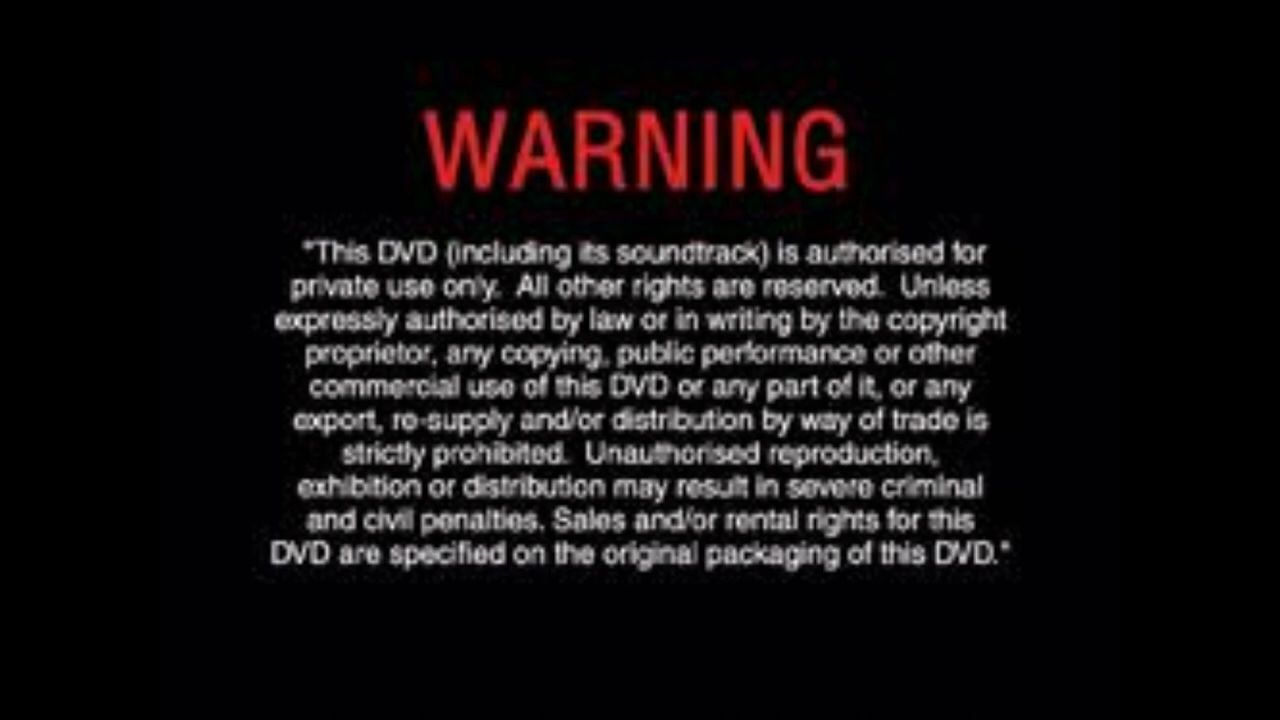 WARNING
"This DVD (including its soundtrack) is authorised for
private use only.  All other rights are reserved.  Unless
expressly authorised by law or in writing by the copyright
proprietor, any copying, public performance or other
commercial use of this DVD or any part of it, or any
export, re-supply and/or distribution by way of trade is
strictly prohibited.  Unauthorised reproduction,
exhibition or distribution may result in severe criminal
and civil penalties. Sales and/or rental rights for this
DVD are specified on the original packaging of this DVD."